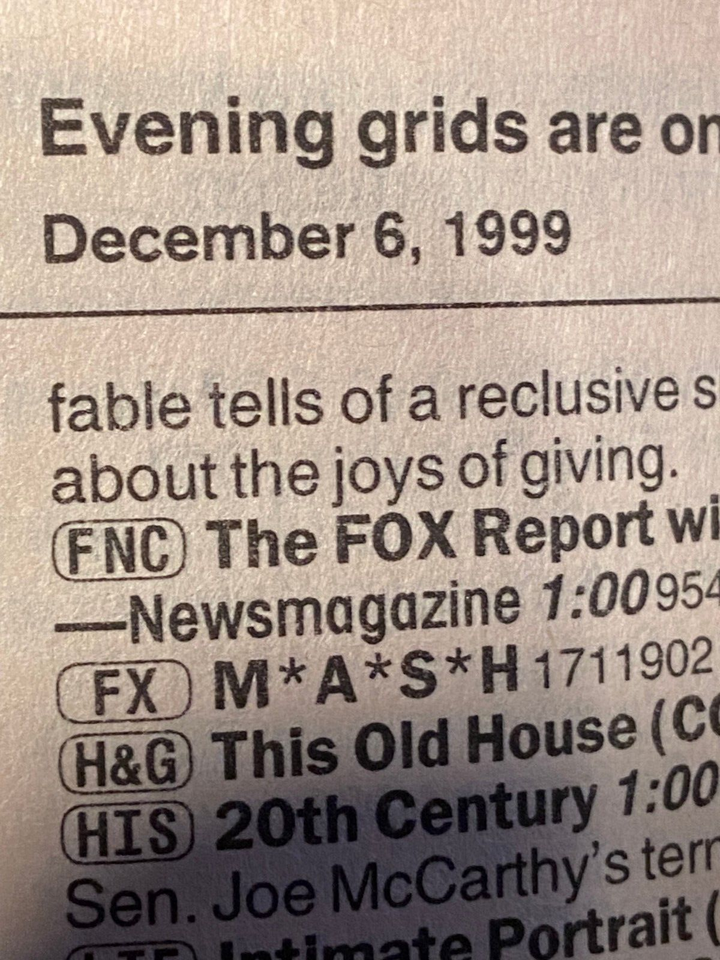 Evening grids are on
December 6, 1999
fable tells of a reclusive s
about the joys of giving.
FNC The FOX Report wi
—Newsmagazine 1:00 954
FX M*A*S*H 1711902
H&G This Old House (CC
HIS 20th Century 1:00
Sen. Joe McCarthy's terr
LIF Intimate Portrait (